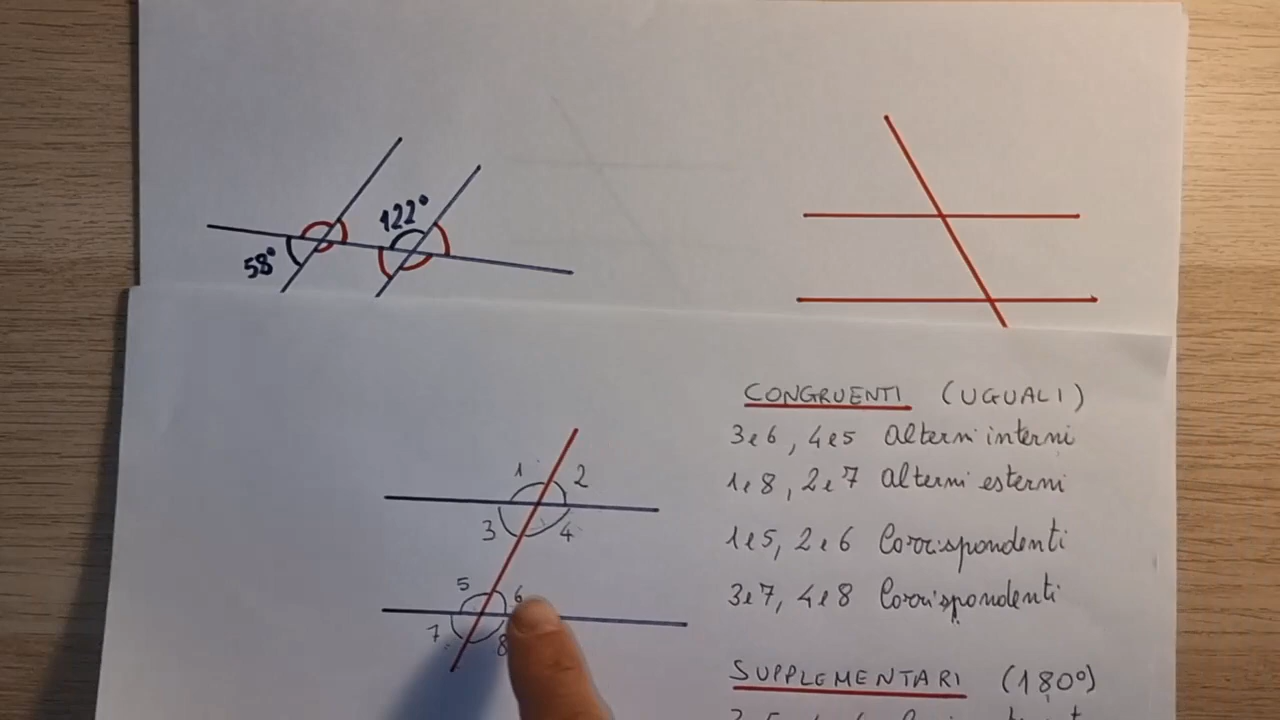 122°
58°
CONGRUENTI (UGUALI)
3e6, 4e5 Alterni interni
1e8, 2e7 Alterni esterni
1e5, 2e6 Corrispondenti
3e7, 4e8 Corrispondenti
1 2
3 4
5 6
7 8
SUPPLEMENTARI (180°)